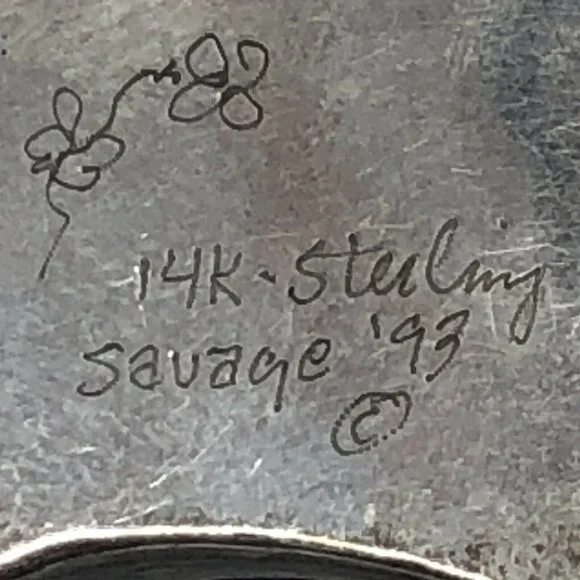 14K - Sterling
Savage '93
©